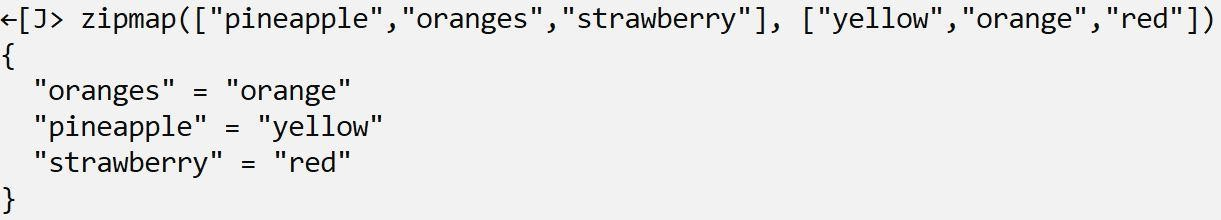 ←[J> zipmap(["pineapple","oranges","strawberry"], ["yellow","orange","red"])
{
  "oranges" = "orange"
  "pineapple" = "yellow"
  "strawberry" = "red"
}